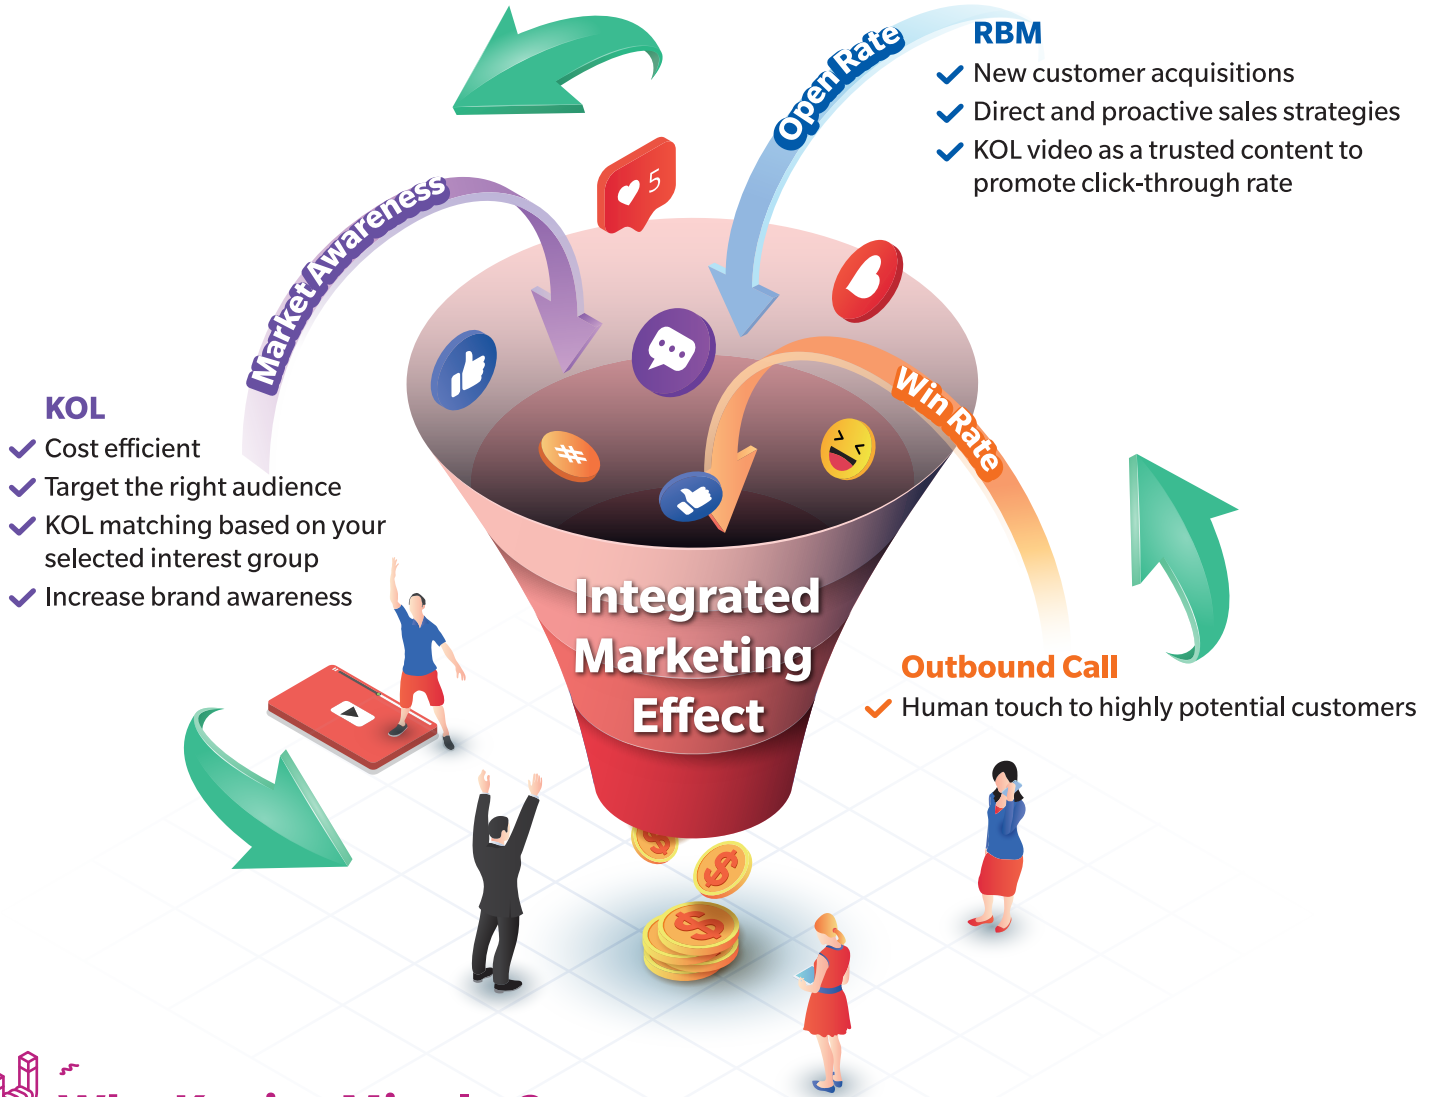 RBM
New customer acquisitions
Direct and proactive sales strategies
KOL video as a trusted content to
promote click-through rate
Open Rate
5
Market Awareness
Win Rate
#
KOL
Cost efficient
Target the right audience
KOL matching based on your
selected interest group
Increase brand awareness
Integrated
Marketing
Effect
Outbound Call
Human touch to highly potential customers
$
$
$